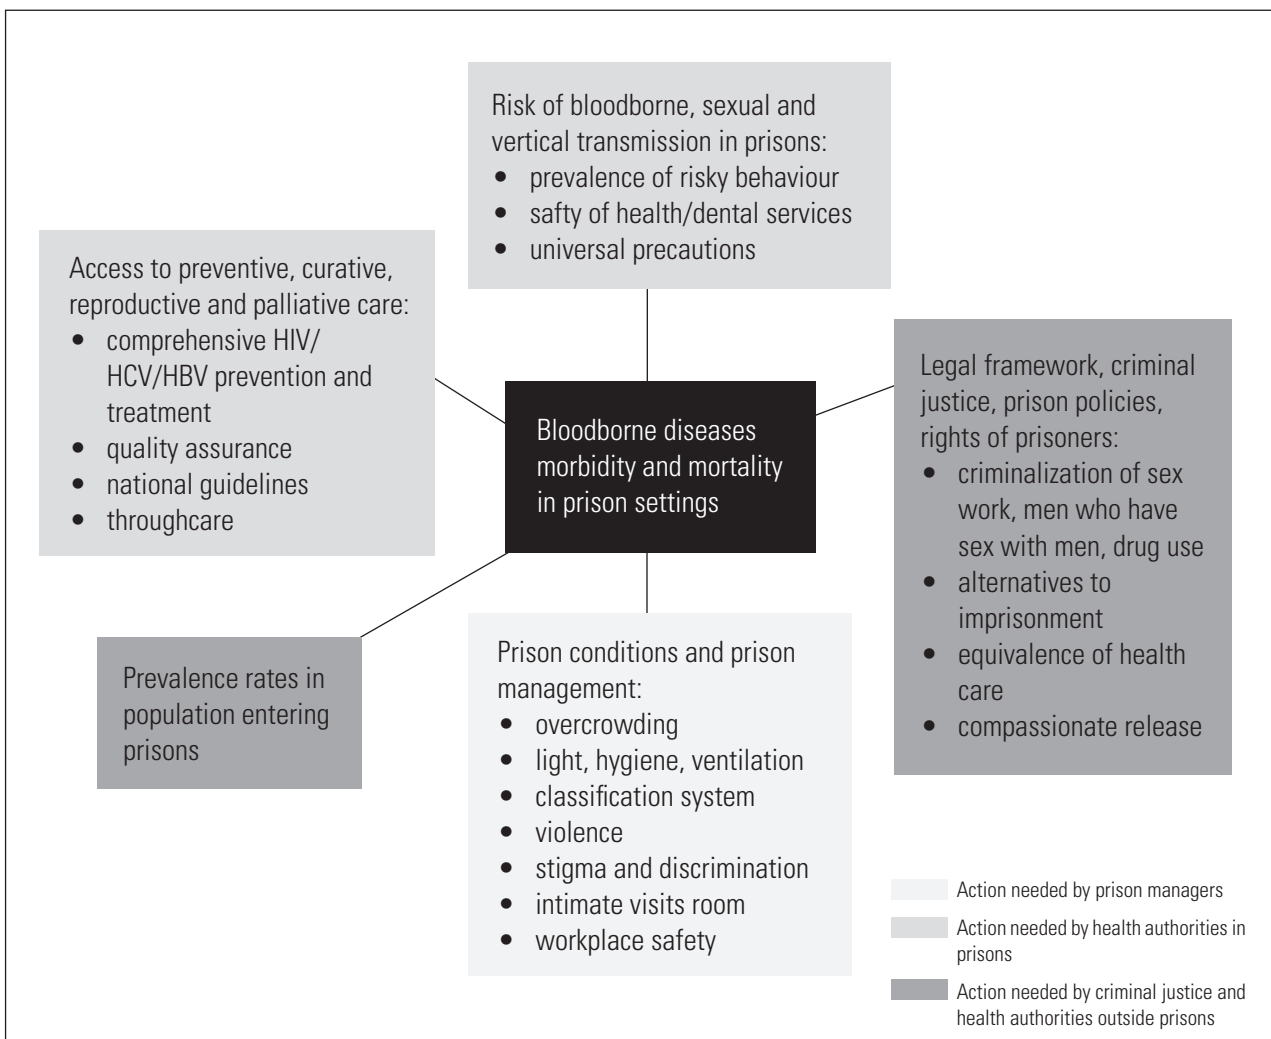 Risk of bloodborne, sexual and
vertical transmission in prisons:
• prevalence of risky behaviour
• safty of health/dental services
• universal precautions
Access to preventive, curative,
reproductive and palliative care:
• comprehensive HIV/
HCV/HBV prevention and
treatment
• quality assurance
• national guidelines
• throughcare
Legal framework, criminal
justice, prison policies,
rights of prisoners:
• criminalization of sex
work, men who have
sex with men, drug use
• alternatives to
imprisonment
• equivalence of health
care
• compassionate release
Bloodborne diseases
morbidity and mortality
in prison settings
Prevalence rates in
population entering
prisons
Prison conditions and prison
management:
• overcrowding
• light, hygiene, ventilation
• classification system
• violence
• stigma and discrimination
• intimate visits room
• workplace safety
Action needed by prison managers
Action needed by health authorities in
prisons
Action needed by criminal justice and
health authorities outside prisons